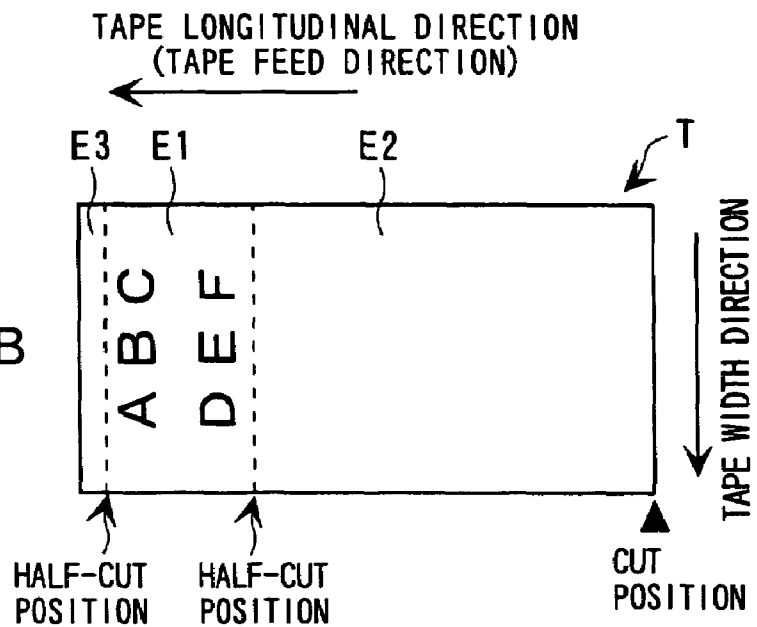 TAPE LONGITUDINAL DIRECTION
(TAPE FEED DIRECTION)
E3 E1 E2 T
ABC
DEF
B
TAPE WIDTH DIRECTION
HALF-CUT
POSITION
HALF-CUT
POSITION
CUT
POSITION